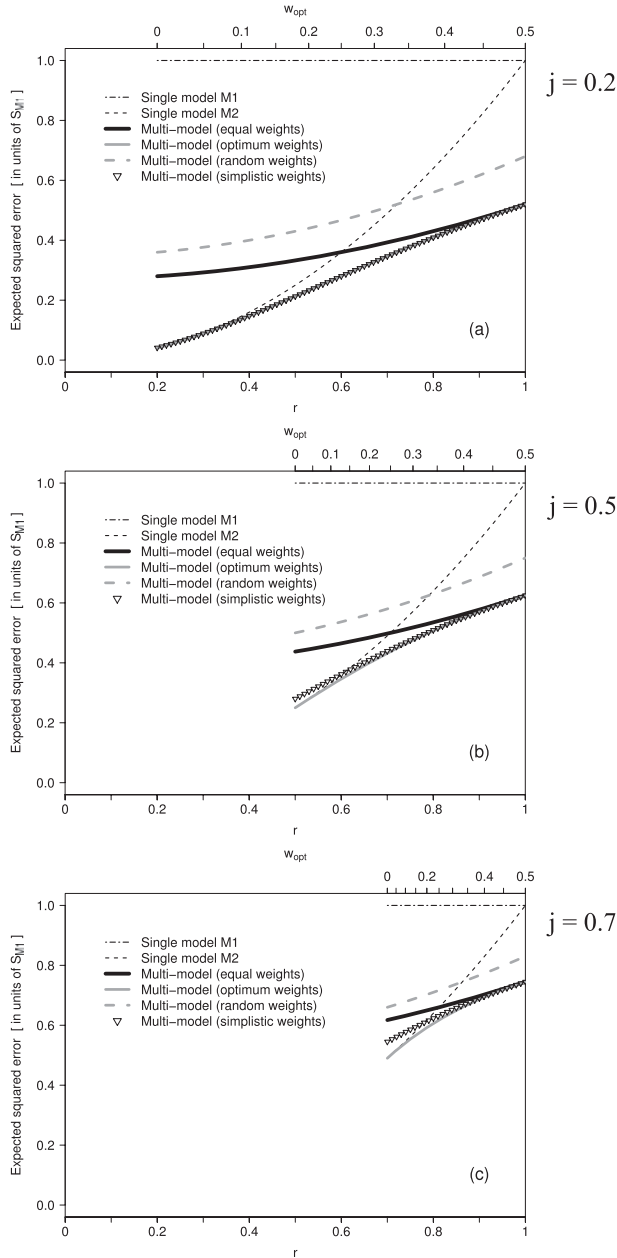 w_opt
0 0.1 0.2 0.3 0.4 0.5
j = 0.2
Expected squared error [ in units of S_M1 ]
1.0
0.8
0.6
0.4
0.2
0.0
Single model M1
Single model M2
Multi−model (equal weights)
Multi−model (optimum weights)
Multi−model (random weights)
Multi−model (simplistic weights)
(a)
0 0.2 0.4 0.6 0.8 1
r
w_opt
0 0.1 0.2 0.3 0.4 0.5
j = 0.5
Expected squared error [ in units of S_M1 ]
1.0
0.8
0.6
0.4
0.2
0.0
Single model M1
Single model M2
Multi−model (equal weights)
Multi−model (optimum weights)
Multi−model (random weights)
Multi−model (simplistic weights)
(b)
0 0.2 0.4 0.6 0.8 1
r
w_opt
0 0.2 0.4 0.5
j = 0.7
Expected squared error [ in units of S_M1 ]
1.0
0.8
0.6
0.4
0.2
0.0
Single model M1
Single model M2
Multi−model (equal weights)
Multi−model (optimum weights)
Multi−model (random weights)
Multi−model (simplistic weights)
(c)
0 0.2 0.4 0.6 0.8 1
r